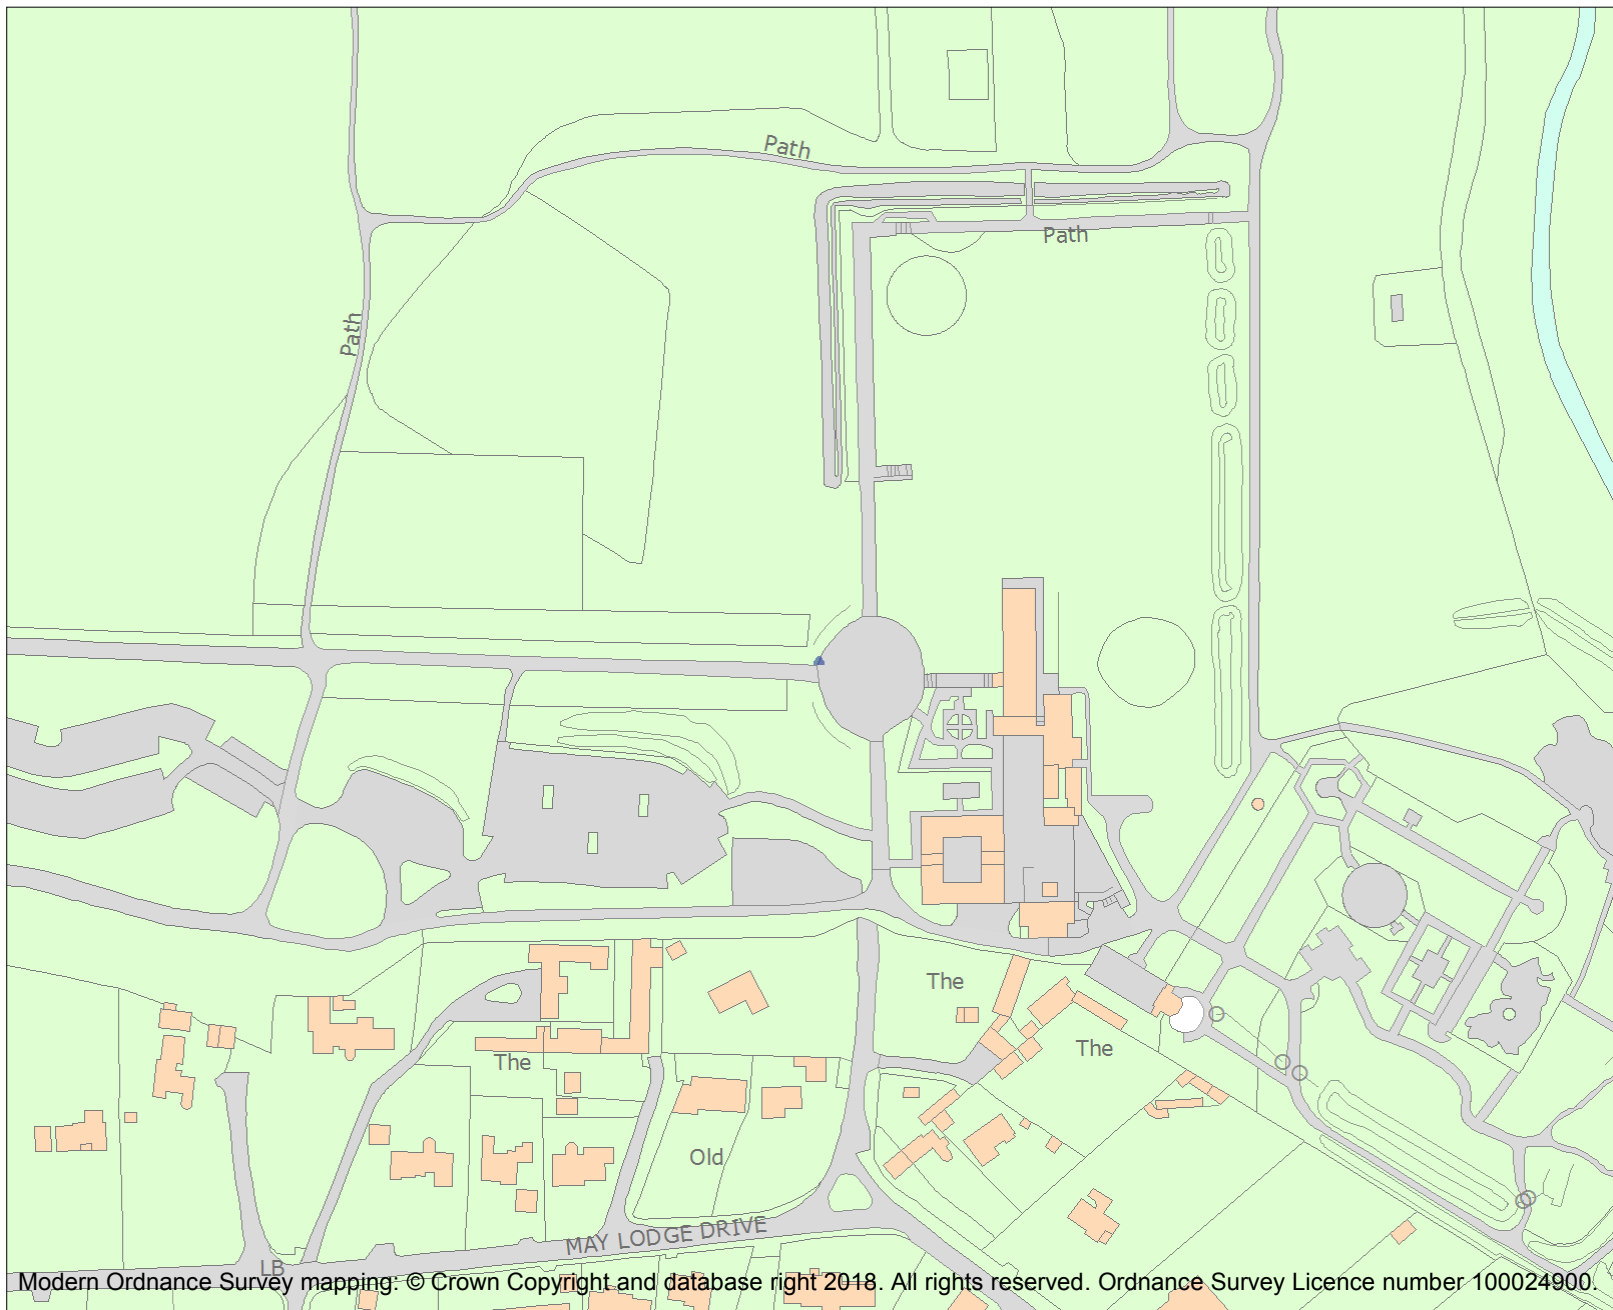 Path
Path
Path
The
The
The
Old
MAY LODGE DRIVE
LB
Modern Ordnance Survey mapping: © Crown Copyright and database right 2018. All rights reserved. Ordnance Survey Licence number 100024900.